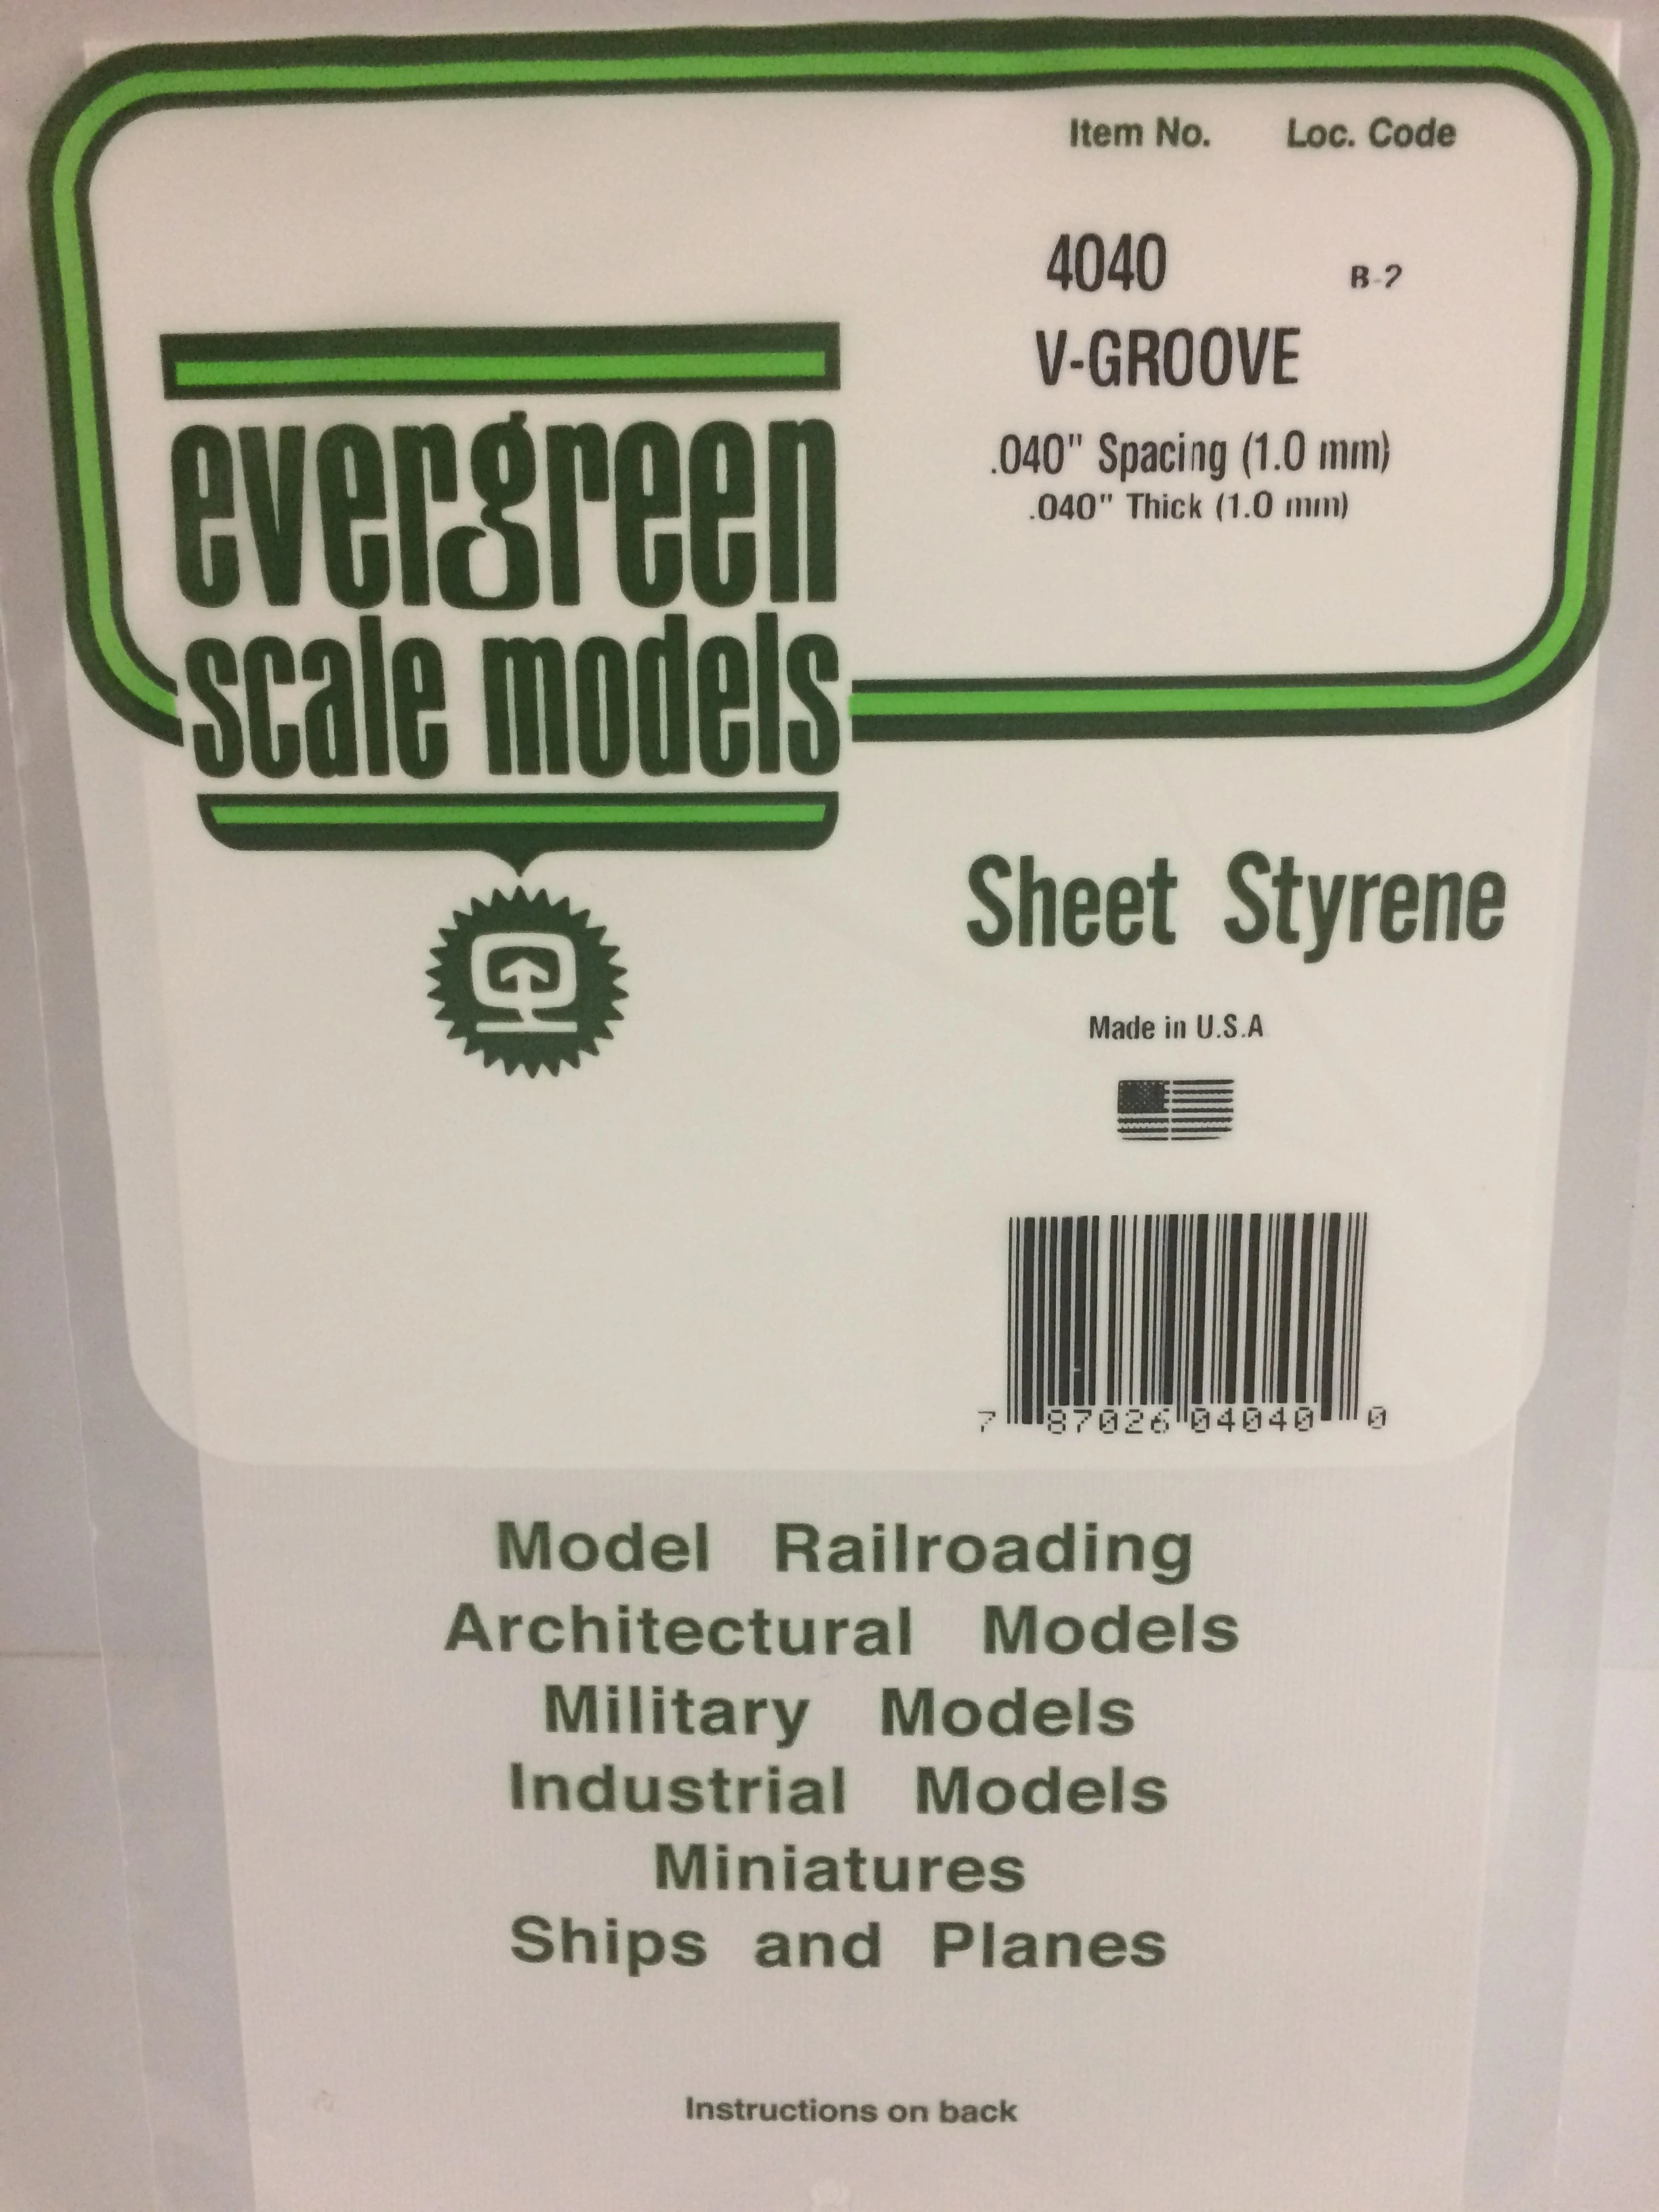 Item No. Loc. Code
4040 B-2
V-GROOVE
.040" Spacing (1.0 mm)
.040" Thick (1.0 mm)
evergreen
scale models
Sheet Styrene
Made in U.S.A
7 87026 04040 0
Model Railroading
Architectural Models
Military Models
Industrial Models
Miniatures
Ships and Planes
Instructions on back